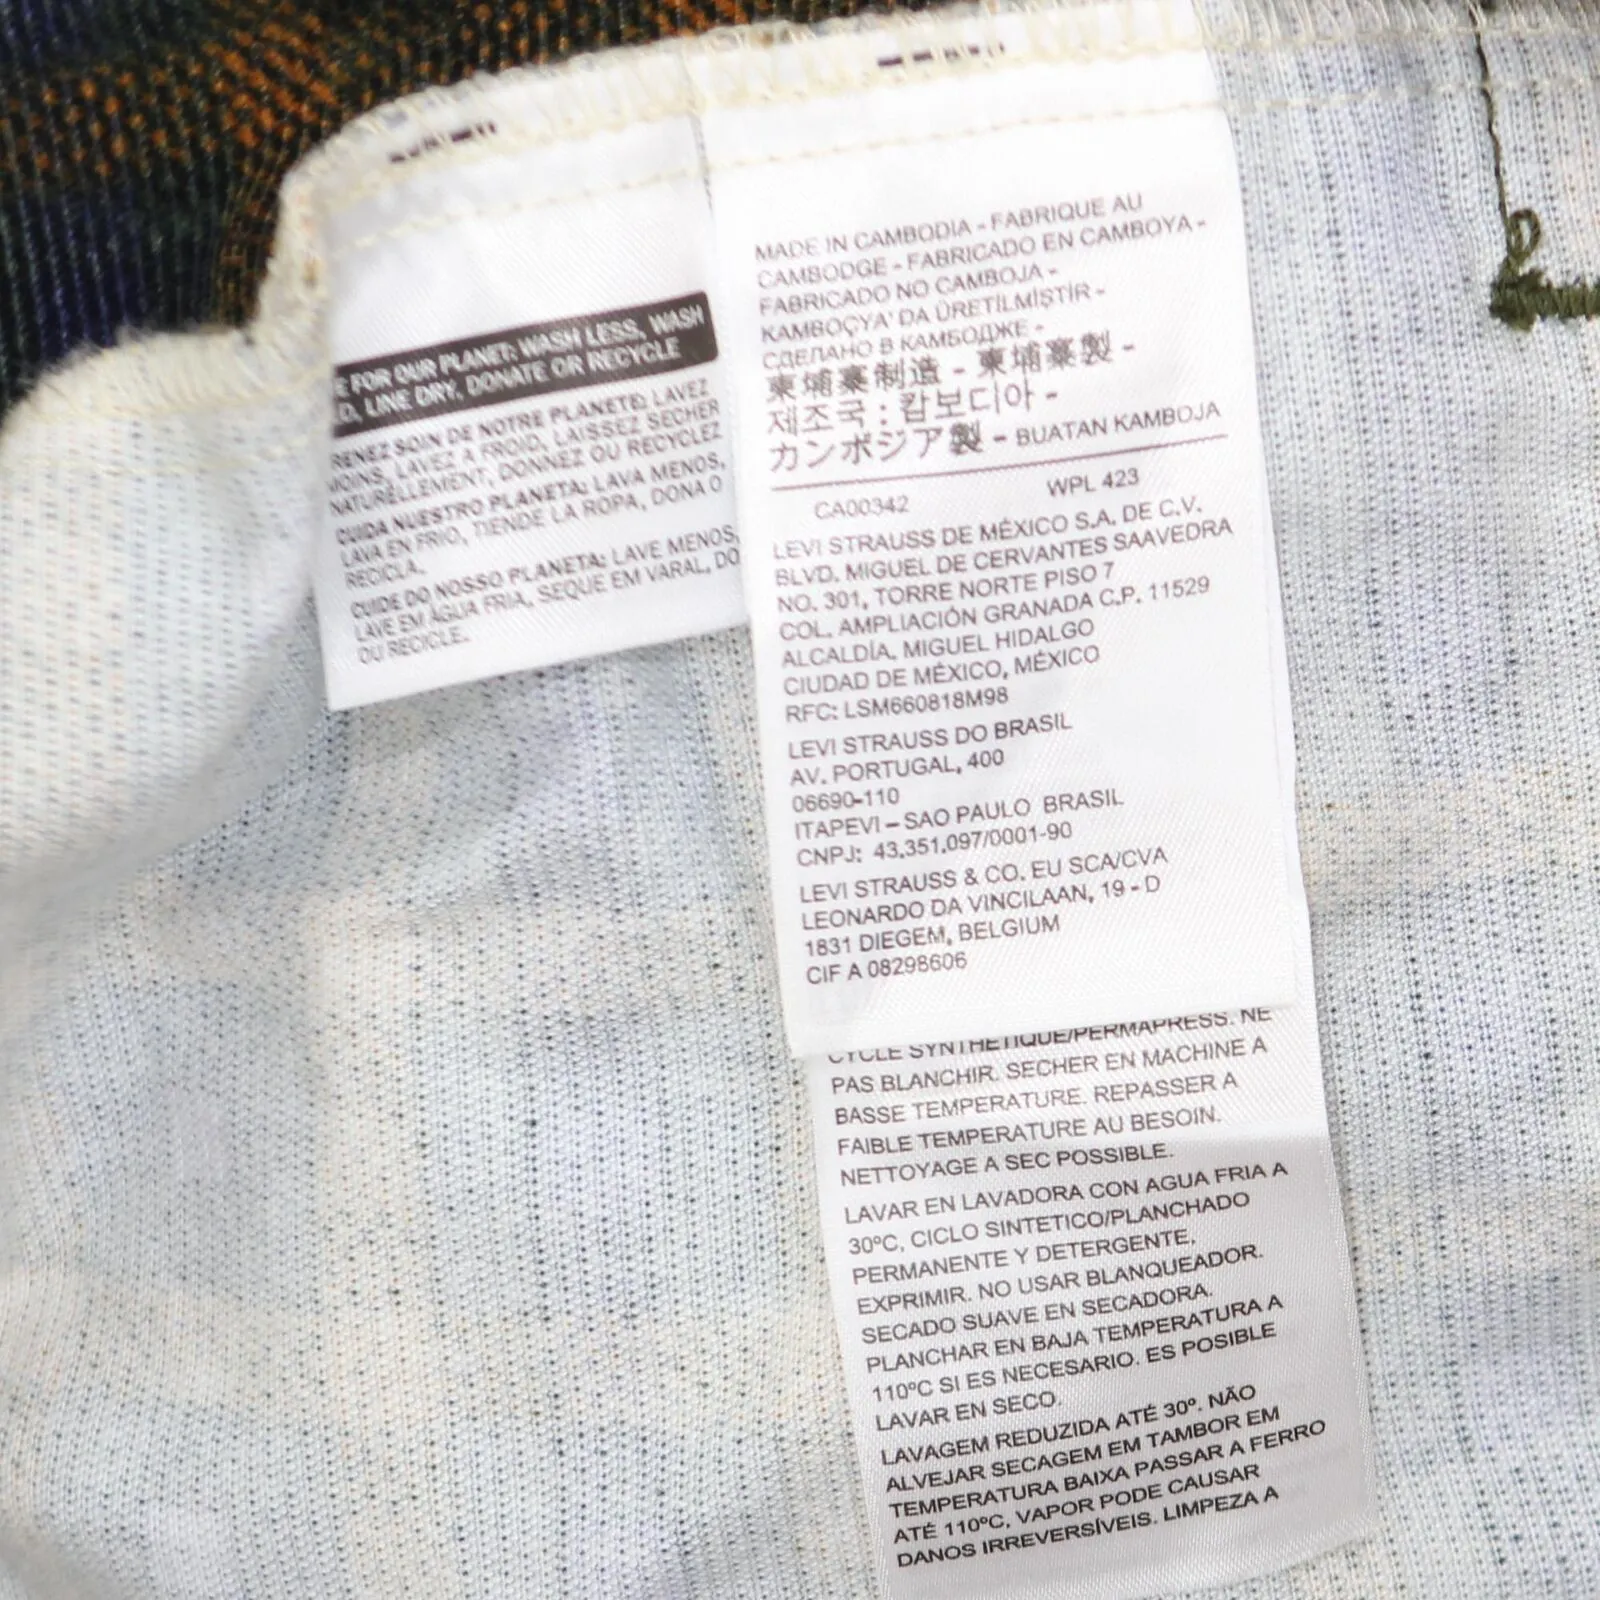 E FOR OUR PLANET: WASH LESS, WASH
D, LINE DRY, DONATE OR RECYCLE
RENEZ SOIN DE NOTRE PLANETE: LAVEZ
MOINS, LAVEZ A FROID, LAISSEZ SECHER
NATURELLEMENT, DONNEZ OU RECYCLEZ
CUIDA NUESTRO PLANETA: LAVA MENOS,
LAVA EN FRIO, TIENDE LA ROPA, DONA O
RECICLA.
CUIDE DO NOSSO PLANETA: LAVE MENOS,
LAVE EM ÁGUA FRIA, SEQUE EM VARAL, DO
OU RECICLE.
MADE IN CAMBODIA - FABRIQUE AU
CAMBODGE - FABRICADO EN CAMBOYA -
FABRICADO NO CAMBOJA -
KAMBOÇYA' DA ÜRETİLMİŞTİR -
СДЕЛАНО В КАМБОДЖЕ -
柬埔寨制造 - 柬埔寨製 -
제조국 : 캄보디아 -
カンボジア製 - BUATAN KAMBOJA
CA00342 WPL 423
LEVI STRAUSS DE MÉXICO S.A. DE C.V.
BLVD. MIGUEL DE CERVANTES SAAVEDRA
NO. 301, TORRE NORTE PISO 7
COL. AMPLIACIÓN GRANADA C.P. 11529
ALCALDÍA, MIGUEL HIDALGO
CIUDAD DE MÉXICO, MÉXICO
RFC: LSM660818M98
LEVI STRAUSS DO BRASIL
AV. PORTUGAL, 400
06690-110
ITAPEVI – SAO PAULO BRASIL
CNPJ: 43.351.097/0001-90
LEVI STRAUSS & CO. EU SCA/CVA
LEONARDO DA VINCILAAN, 19 - D
1831 DIEGEM, BELGIUM
CIF A 08298606
CYCLE SYNTHETIQUE/PERMAPRESS. NE
PAS BLANCHIR. SECHER EN MACHINE A
BASSE TEMPERATURE. REPASSER A
FAIBLE TEMPERATURE AU BESOIN.
NETTOYAGE A SEC POSSIBLE.
LAVAR EN LAVADORA CON AGUA FRIA A
30ºC, CICLO SINTETICO/PLANCHADO
PERMANENTE Y DETERGENTE,
EXPRIMIR. NO USAR BLANQUEADOR.
SECADO SUAVE EN SECADORA.
PLANCHAR EN BAJA TEMPERATURA A
110ºC SI ES NECESARIO. ES POSIBLE
LAVAR EN SECO.
LAVAGEM REDUZIDA ATÉ 30º. NÃO
ALVEJAR SECAGEM EM TAMBOR EM
TEMPERATURA BAIXA PASSAR A FERRO
ATÉ 110ºC, VAPOR PODE CAUSAR
DANOS IRREVERSÍVEIS. LIMPEZA A